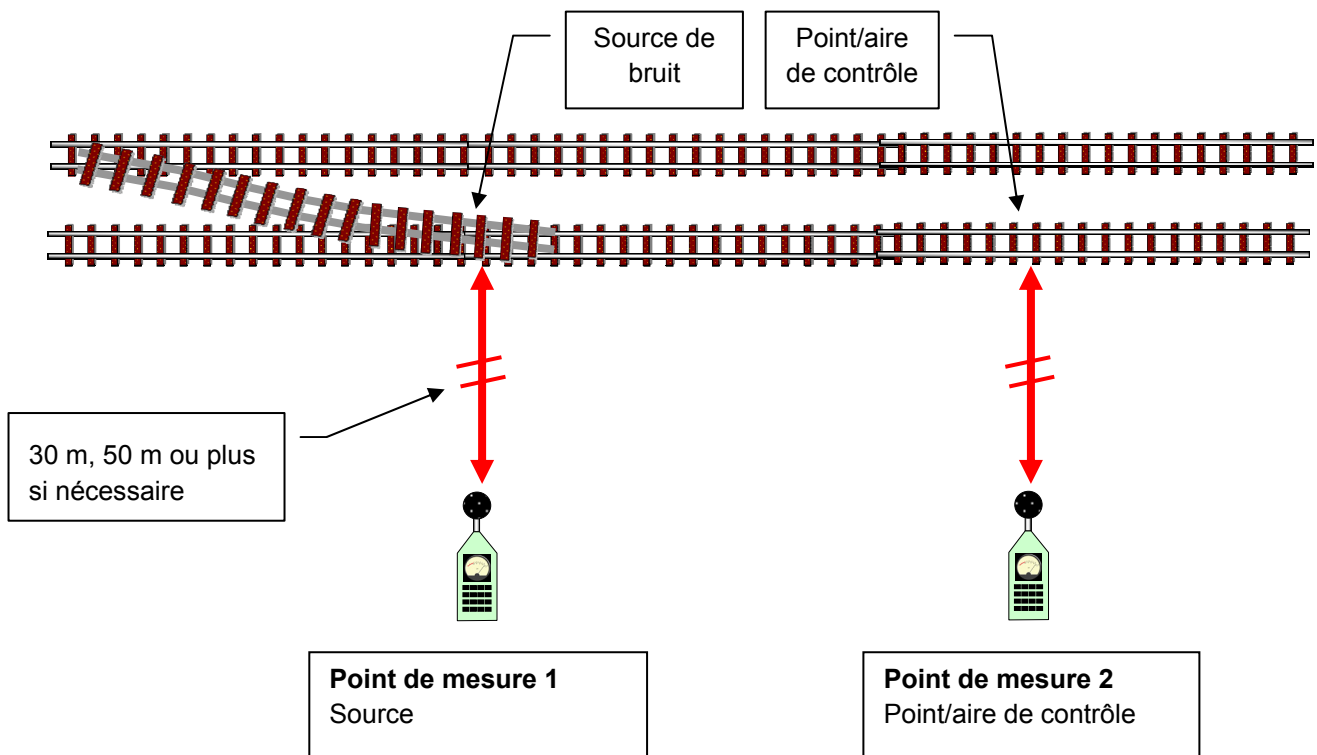 Source de
bruit
Point/aire
de contrôle
30 m, 50 m ou plus
si nécessaire
Point de mesure 1
Source
Point de mesure 2
Point/aire de contrôle